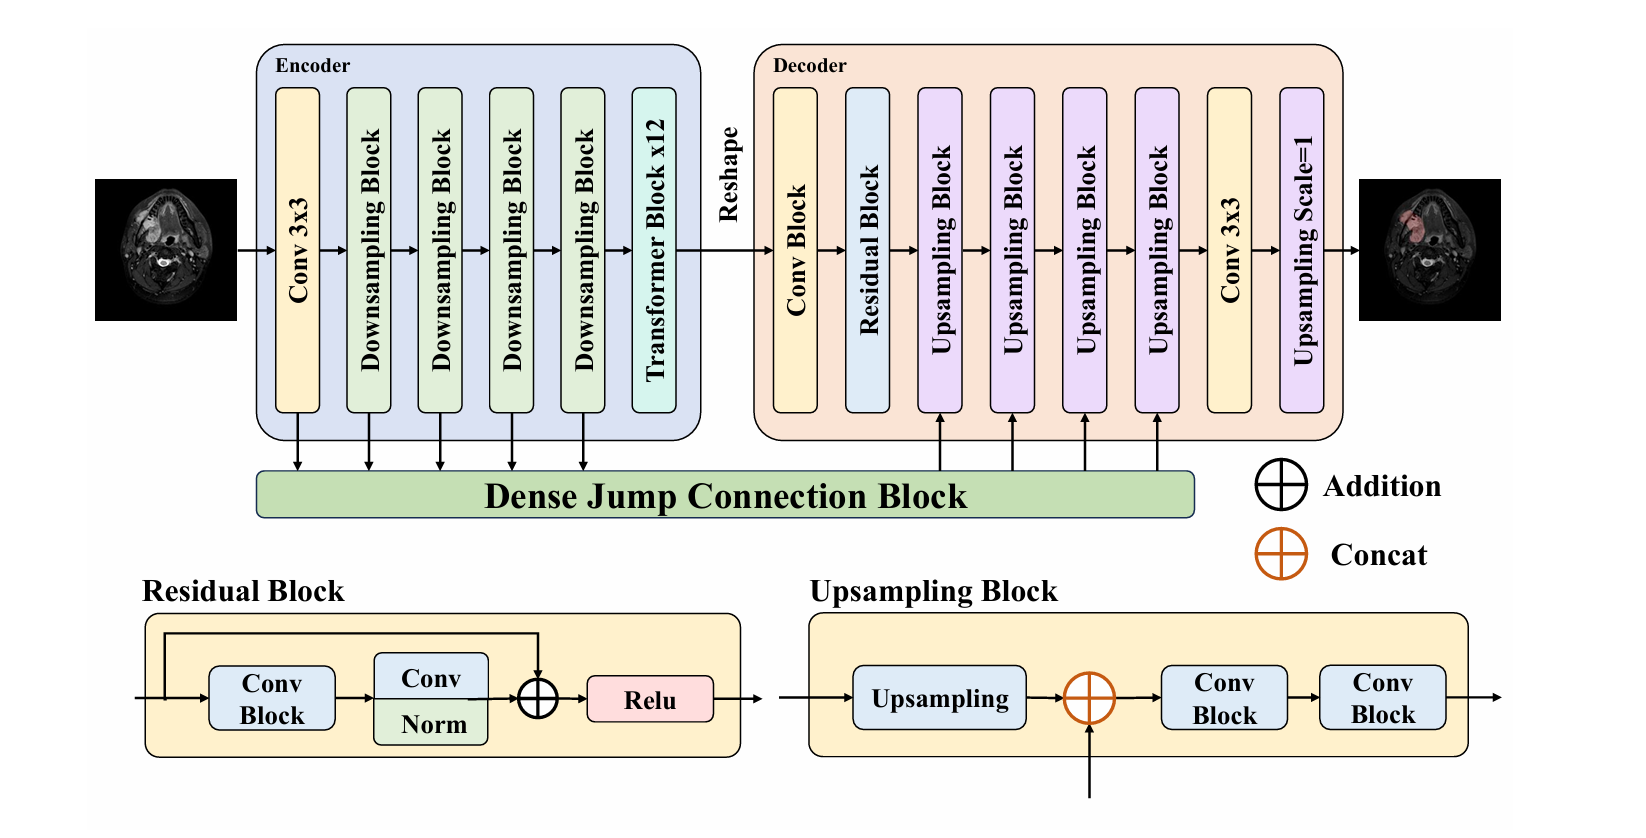 Encoder
Conv 3x3
Downsampling Block
Downsampling Block
Downsampling Block
Downsampling Block
Transformer Block x12
Reshape
Decoder
Conv Block
Residual Block
Upsampling Block
Upsampling Block
Upsampling Block
Upsampling Block
Conv 3x3
Upsampling Scale=1
Dense Jump Connection Block
Addition
Concat
Residual Block
Conv
Block
Conv
Norm
Relu
Upsampling Block
Upsampling
Conv
Block
Conv
Block